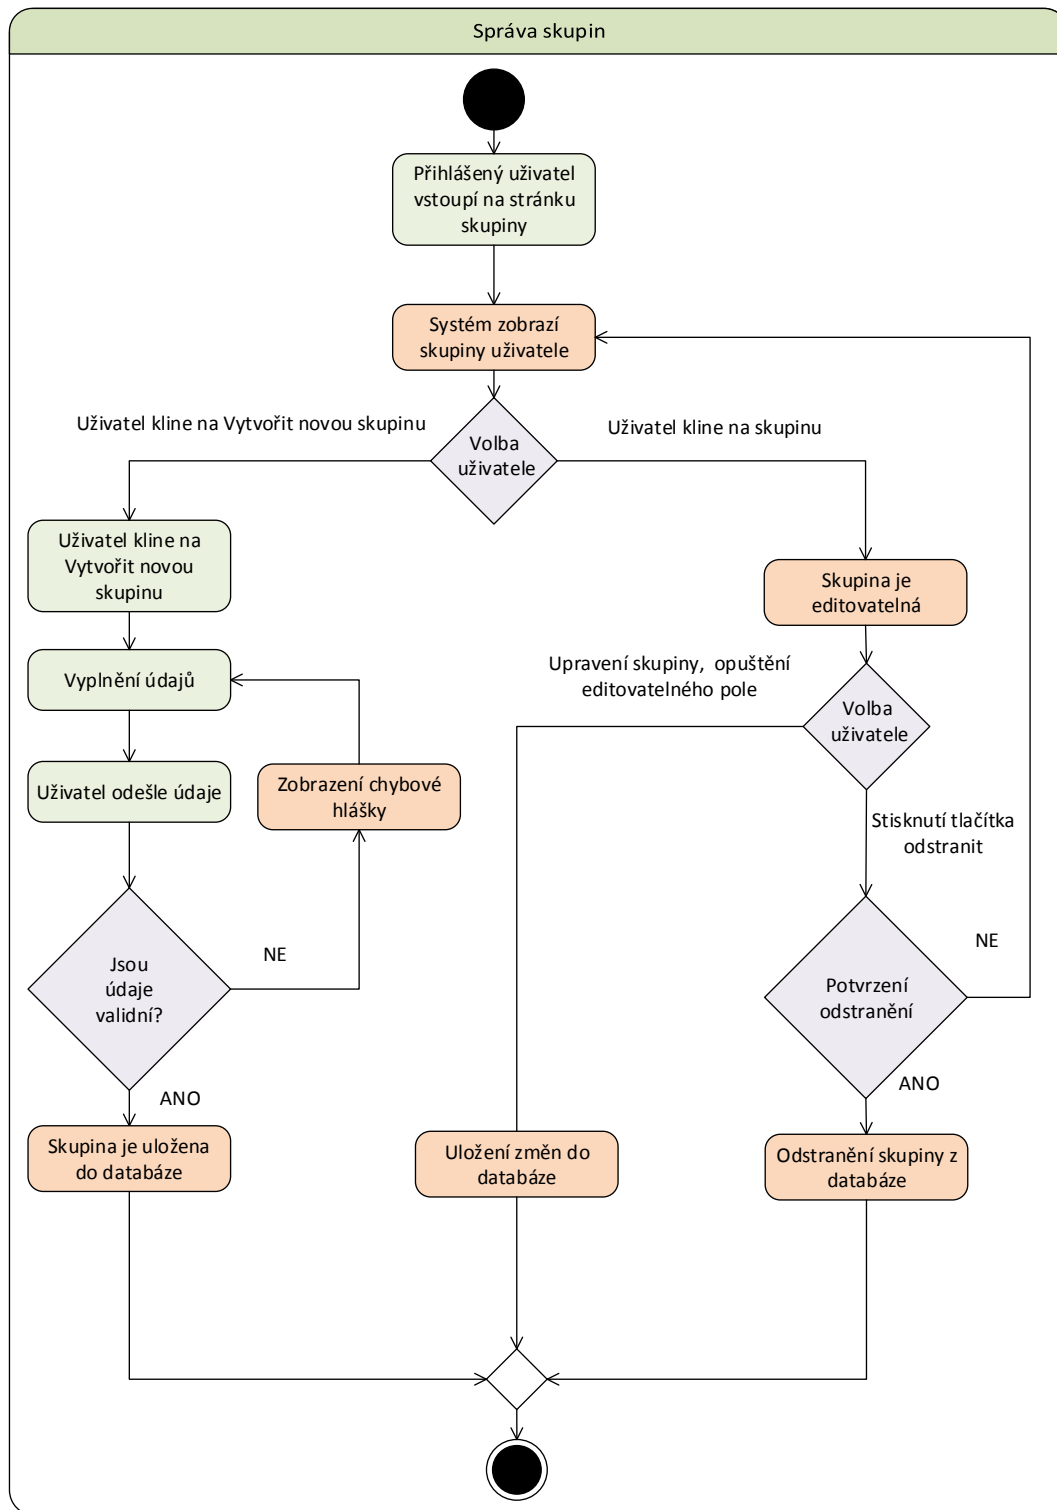 Správa skupin
Přihlášený uživatel
vstoupí na stránku
skupiny
Systém zobrazí
skupiny uživatele
Uživatel kline na Vytvořit novou skupinu
Uživatel kline na skupinu
Volba
uživatele
Uživatel kline na
Vytvořit novou
skupinu
Skupina je
editovatelná
Vyplnění údajů
Upravení skupiny,  opuštění
editovatelného pole
Volba
uživatele
Uživatel odešle údaje
Zobrazení chybové
hlášky
Stisknutí tlačítka
odstranit
Jsou
údaje
validní?
NE
NE
Potvrzení
odstranění
ANO
ANO
Skupina je uložena
do databáze
Uložení změn do
databáze
Odstranění skupiny z
databáze